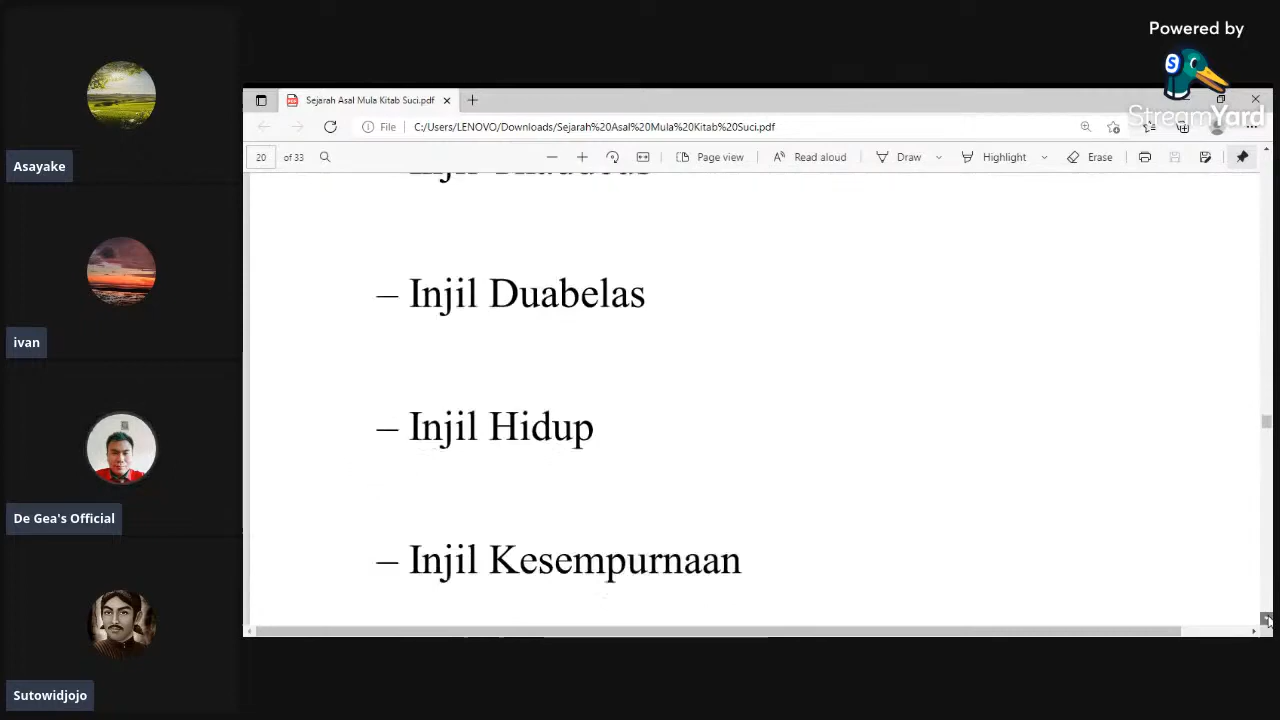 Powered by
StreamYard
Asayake
ivan
De Gea's Official
Sutowidjojo
Sejarah Asal Mula Kitab Suci.pdf
File
C:/Users/LENOVO/Downloads/Sejarah%20Asal%20Mula%20Kitab%20Suci.pdf
20 of 33
Page view
Read aloud
Draw
Highlight
Erase
– Injil Duabelas
– Injil Hidup
– Injil Kesempurnaan